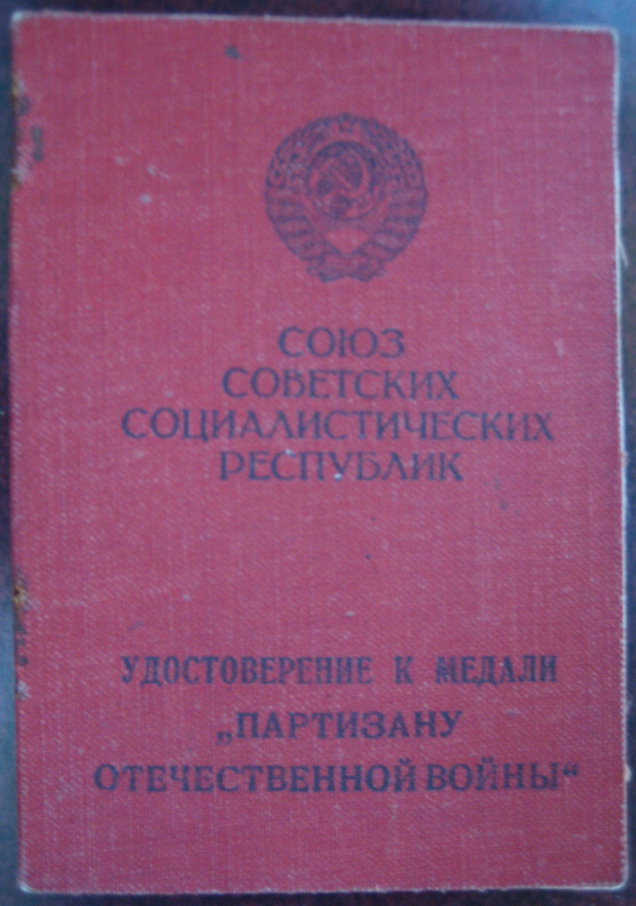 СОЮЗ
СОВЕТСКИХ
СОЦИАЛИСТИЧЕСКИХ
РЕСПУБЛИК
УДОСТОВЕРЕНИЕ К МЕДАЛИ
„ПАРТИЗАНУ
ОТЕЧЕСТВЕННОЙ ВОЙНЫ“